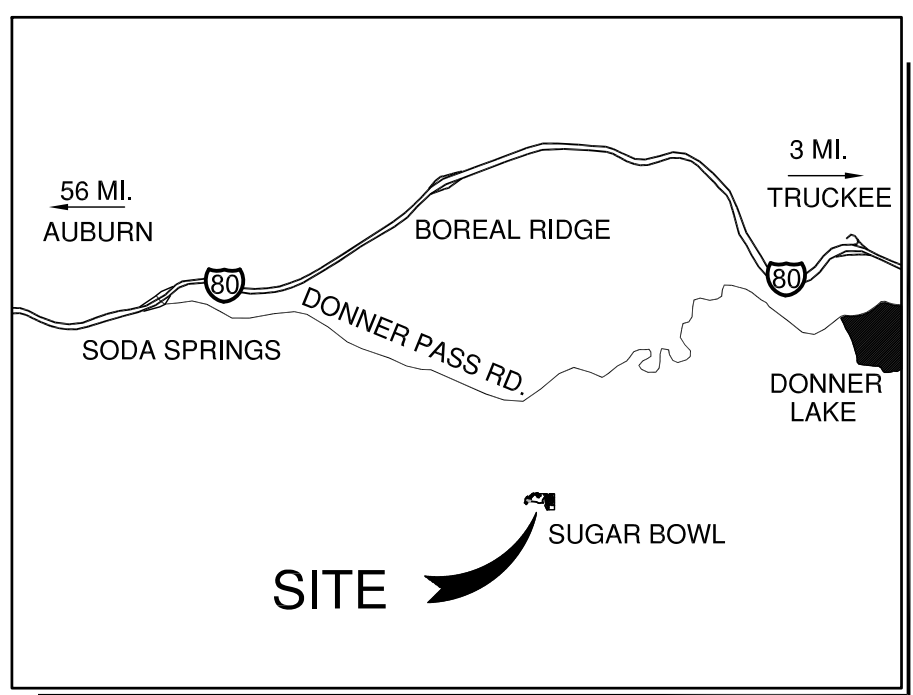 3 MI.
TRUCKEE
56 MI.
AUBURN
BOREAL RIDGE
80
80
DONNER PASS RD.
SODA SPRINGS
DONNER
LAKE
SUGAR BOWL
SITE